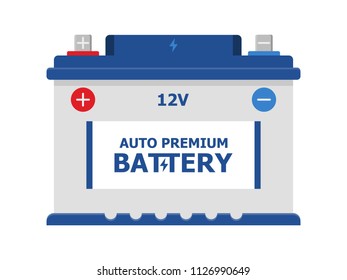 + −
+ 12V −
AUTO PREMIUM
BATTERY
shutterstock.com · 1126990649